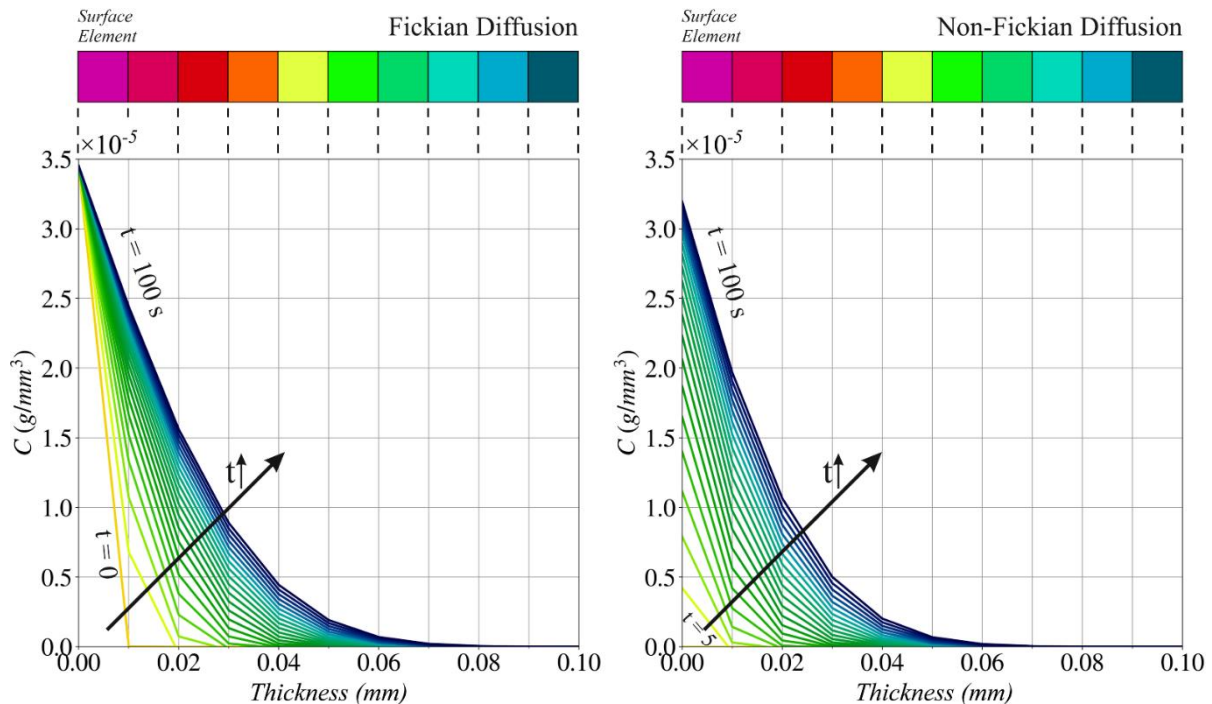 Surface
Element
Fickian Diffusion
×10⁻⁵
3.5
3.0
2.5
2.0
1.5
1.0
0.5
0.0
C (g/mm³)
t = 100 s
t↑
t = 0
0.00 0.02 0.04 0.06 0.08 0.10
Thickness (mm)
Surface
Element
Non-Fickian Diffusion
×10⁻⁵
3.5
3.0
2.5
2.0
1.5
1.0
0.5
0.0
C (g/mm³)
t = 100 s
t↑
t = 5
0.00 0.02 0.04 0.06 0.08 0.10
Thickness (mm)